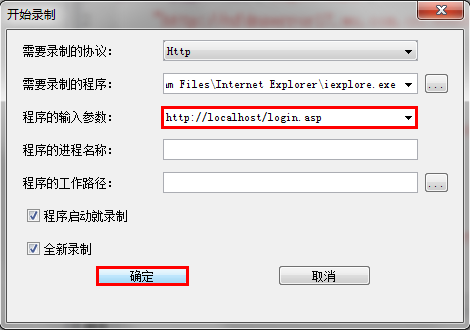 开始录制
需要录制的协议: Http
需要录制的程序: um Files\Internet Explorer\iexplore.exe ...
程序的输入参数: http://localhost/login.asp
程序的进程名称:
程序的工作路径: ...
程序启动就录制
全新录制
确定 取消